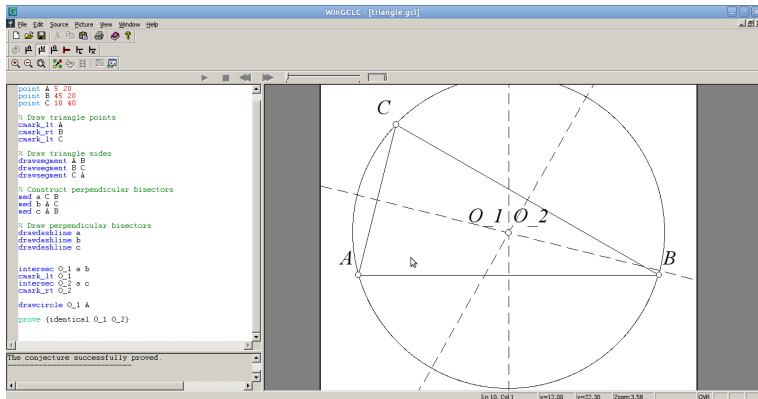 WinGCLC - [triangle.gcl]
File Edit Source Picture View Window Help
point A 5 20
point B 45 20
point C 10 40
% Draw triangle points
cmark_lt A
cmark_rt B
cmark_lt C
% Draw triangle sides
drawsegment A B
drawsegment B C
drawsegment C A
% Construct perpendicular bisectors
med a C B
med b A C
med c A B
% Draw perpendicular bisectors
drawdashline a
drawdashline b
drawdashline c
intersec O_1 a b
cmark_lt O_1
intersec O_2 a c
cmark_rt O_2
drawcircle O_1 A
prove {identical O_1 O_2}
The conjecture successfully proved.
C
O_1 O_2
A
B
Ln 10, Col 1 x=12.00 y=22.30 Zoom:3.58 OVR